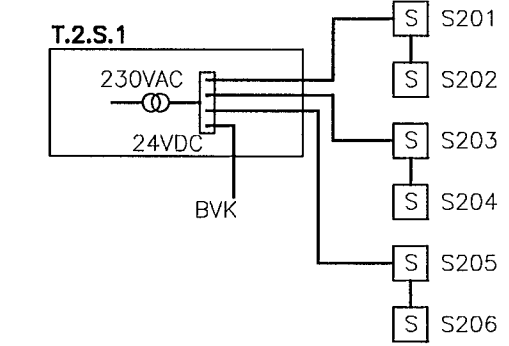 T.2.S.1
230VAC
24VDC
BVK
S S201
S S202
S S203
S S204
S S205
S S206